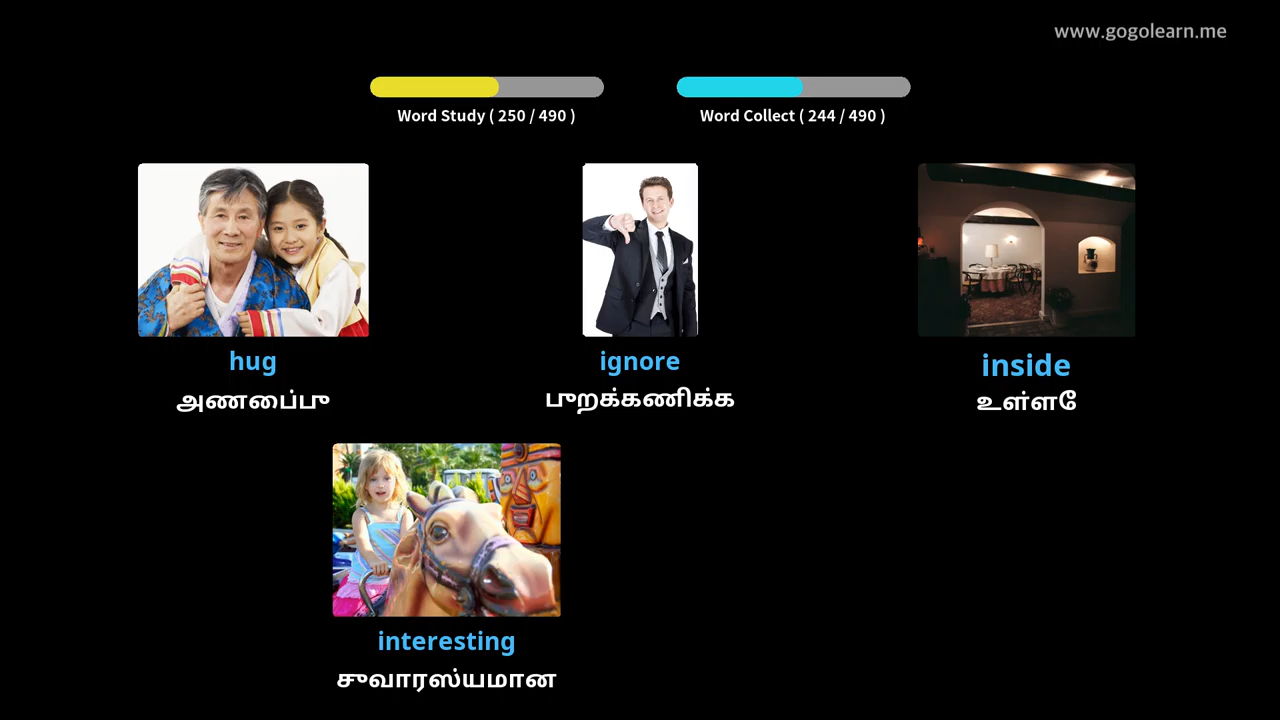 www.gogolearn.me
Word Study ( 250 / 490 )
Word Collect ( 244 / 490 )
hug
அணைப்பு
ignore
புறக்கணிக்க
inside
உள்ளே
interesting
சுவாரஸ்யமான